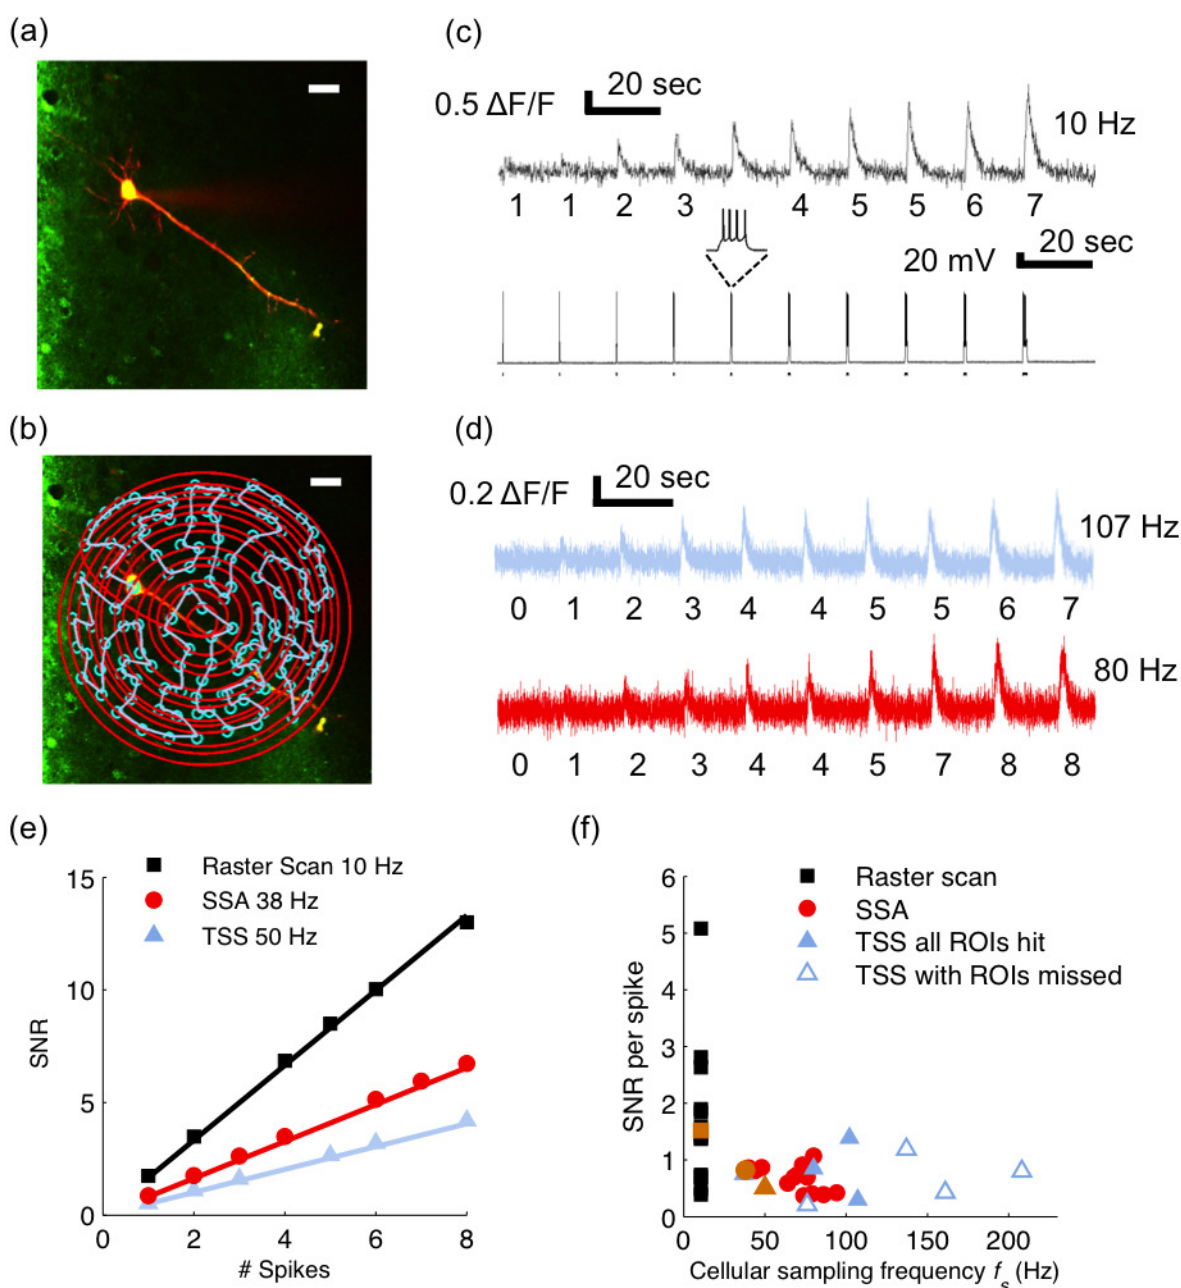 (a)
(c)
20 sec
0.5 ΔF/F
10 Hz
1 1 2 3 4 5 5 6 7
20 sec
20 mV
(b)
(d)
20 sec
0.2 ΔF/F
107 Hz
0 1 2 3 4 4 5 5 6 7
80 Hz
0 1 2 3 4 4 5 7 8 8
(e)
Raster Scan 10 Hz
SSA 38 Hz
TSS 50 Hz
15
10
5
0
SNR
2 4 6 8
# Spikes
(f)
Raster scan
SSA
TSS all ROIs hit
TSS with ROIs missed
6
5
4
3
2
1
0
SNR per spike
0 50 100 150 200
Cellular sampling frequency fs (Hz)